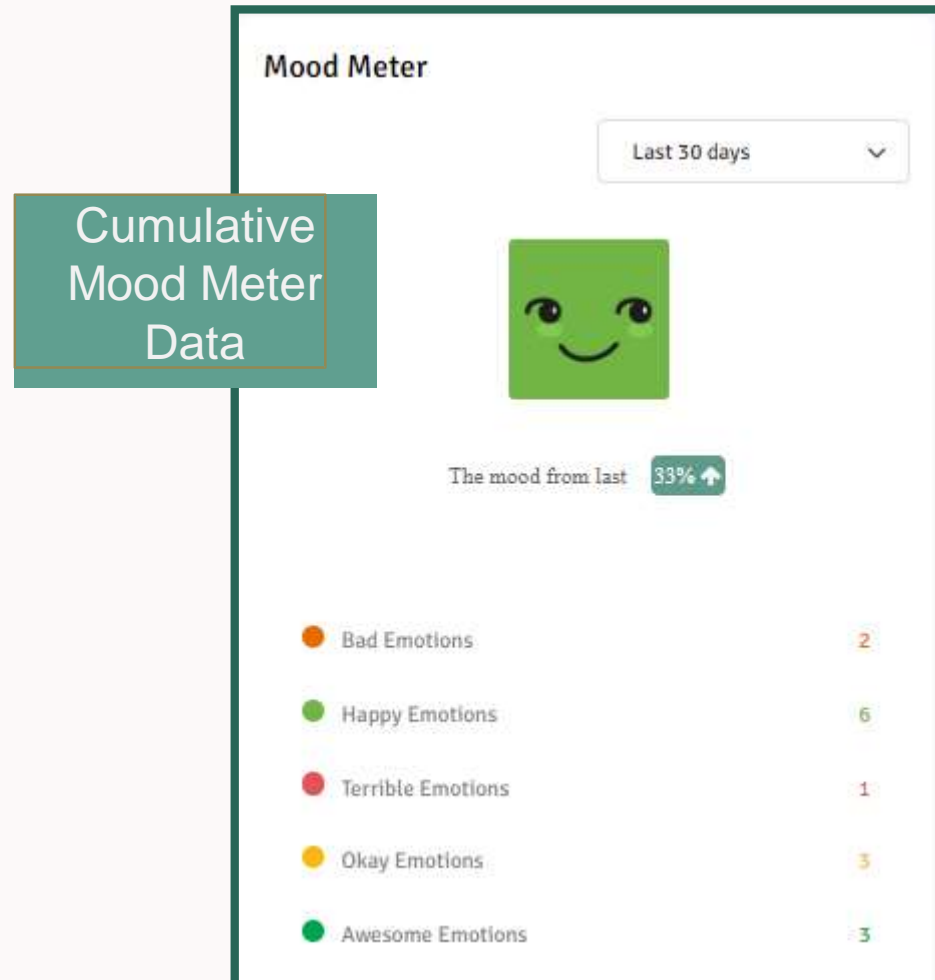 Mood Meter
Last 30 days
Cumulative
Mood Meter
Data
The mood from last 33%
Bad Emotions 2
Happy Emotions 6
Terrible Emotions 1
Okay Emotions 3
Awesome Emotions 3